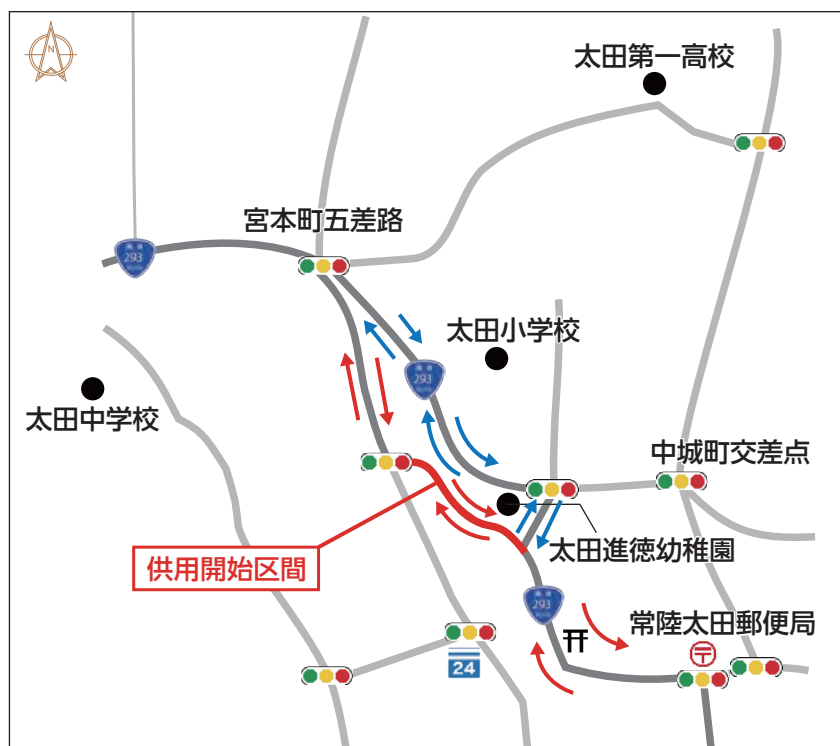 N
太田第一高校
宮本町五差路
293
太田小学校
293
太田中学校
中城町交差点
太田進徳幼稚園
供用開始区間
293
常陸太田郵便局
〒
24